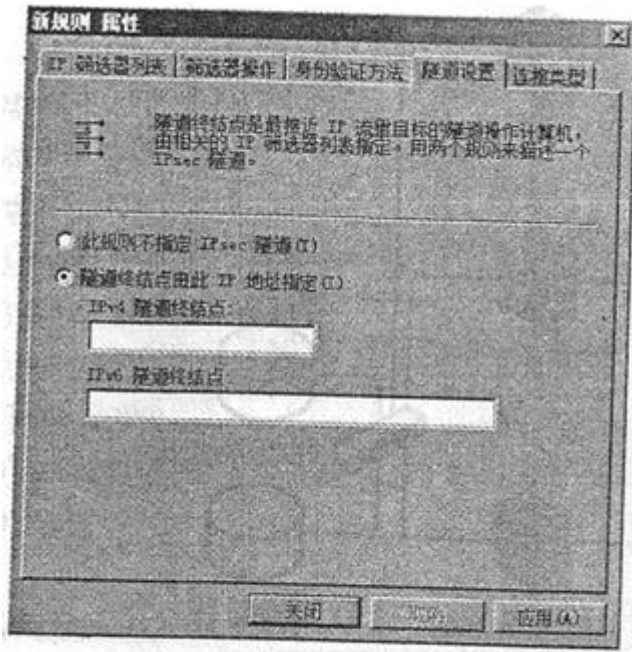 新规则 属性
IP 筛选器列表 筛选器操作 身份验证方法 隧道设置 连接类型
隧道终结点是最接近 IP 流量目标的隧道操作计算机，
由相关的 IP 筛选器列表指定。用两个规则来描述一个
IPsec 隧道。
此规则不指定 IPsec 隧道(T)
隧道终结点由此 IP 地址指定(I)
IPv4 隧道终结点:
IPv6 隧道终结点:
关闭 取消 应用(A)